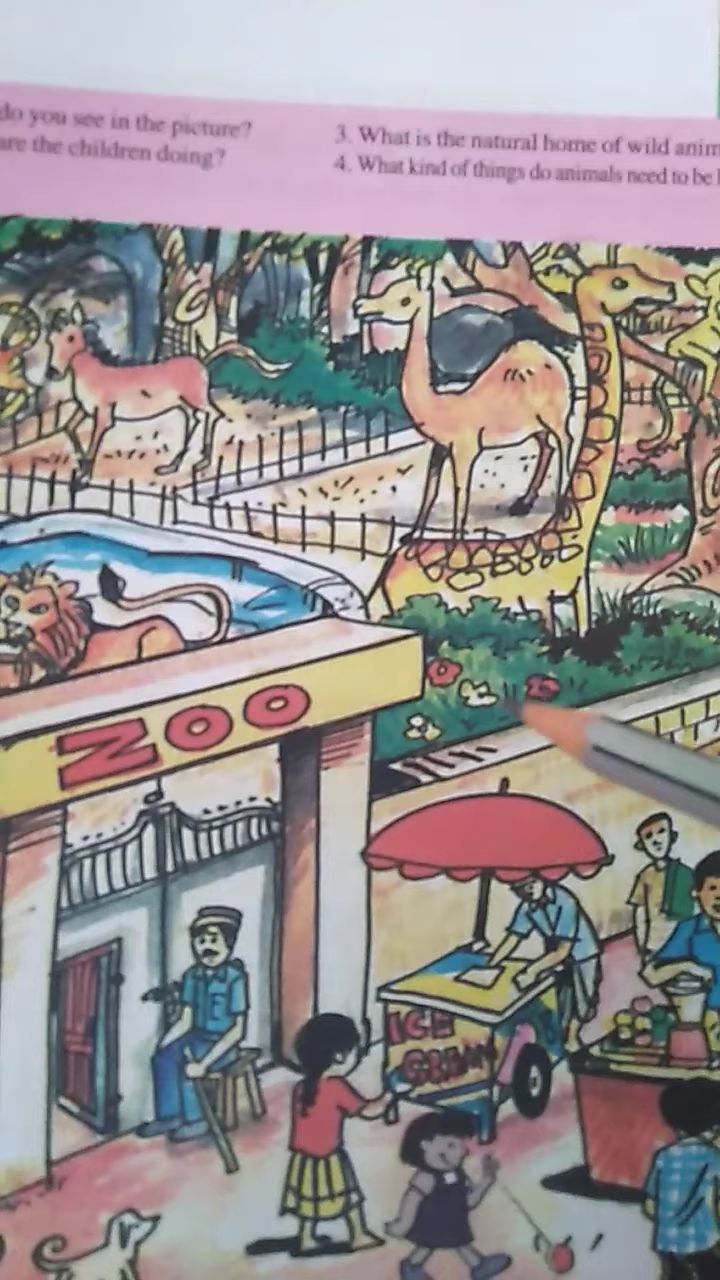 do you see in the picture?
are the children doing?
3. What is the natural home of wild anim
4. What kind of things do animals need to be
ZOO
ICE
CREAM